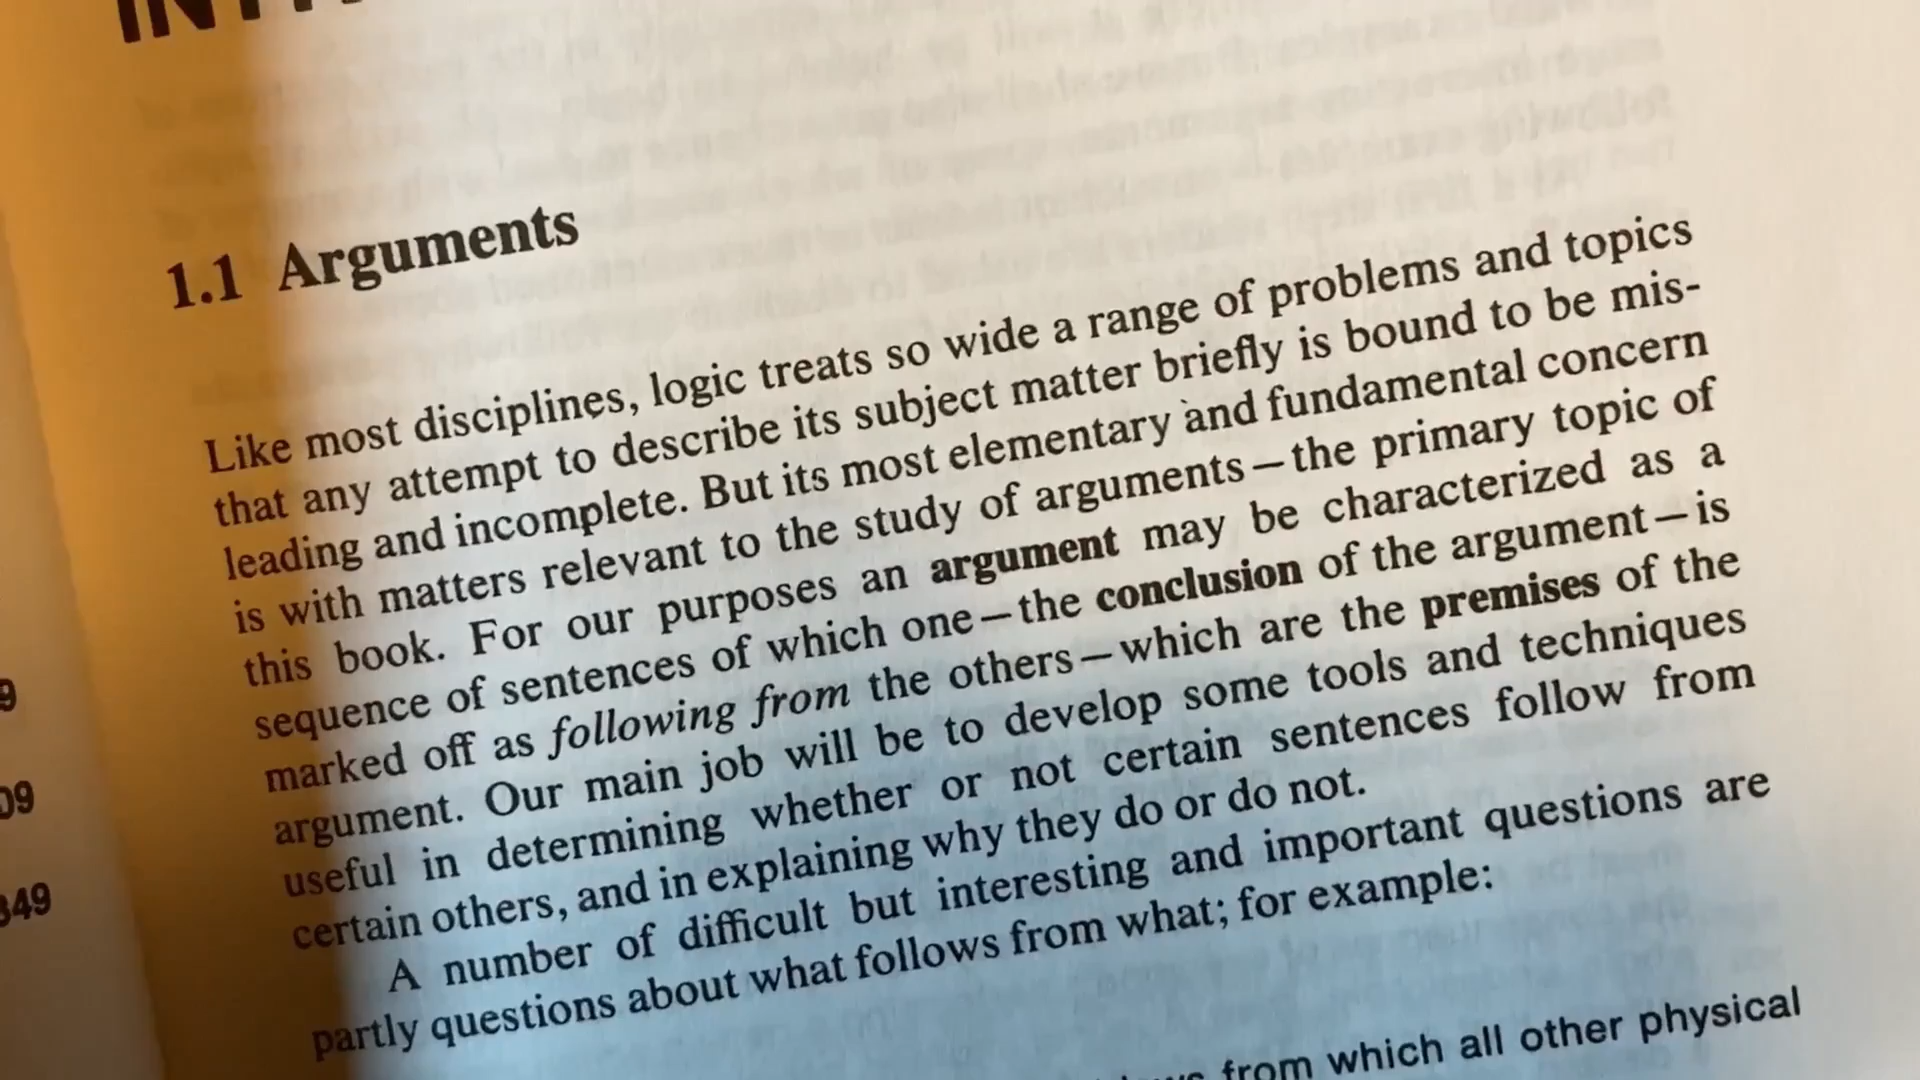 1.1 Arguments
Like most disciplines, logic treats so wide a range of problems and topics
that any attempt to describe its subject matter briefly is bound to be mis-
leading and incomplete. But its most elementary and fundamental concern
is with matters relevant to the study of arguments—the primary topic of
this book. For our purposes an argument may be characterized as a
sequence of sentences of which one—the conclusion of the argument—is
marked off as following from the others—which are the premises of the
argument. Our main job will be to develop some tools and techniques
useful in determining whether or not certain sentences follow from
certain others, and in explaining why they do or do not.
A number of difficult but interesting and important questions are
partly questions about what follows from what; for example:
from which all other physical